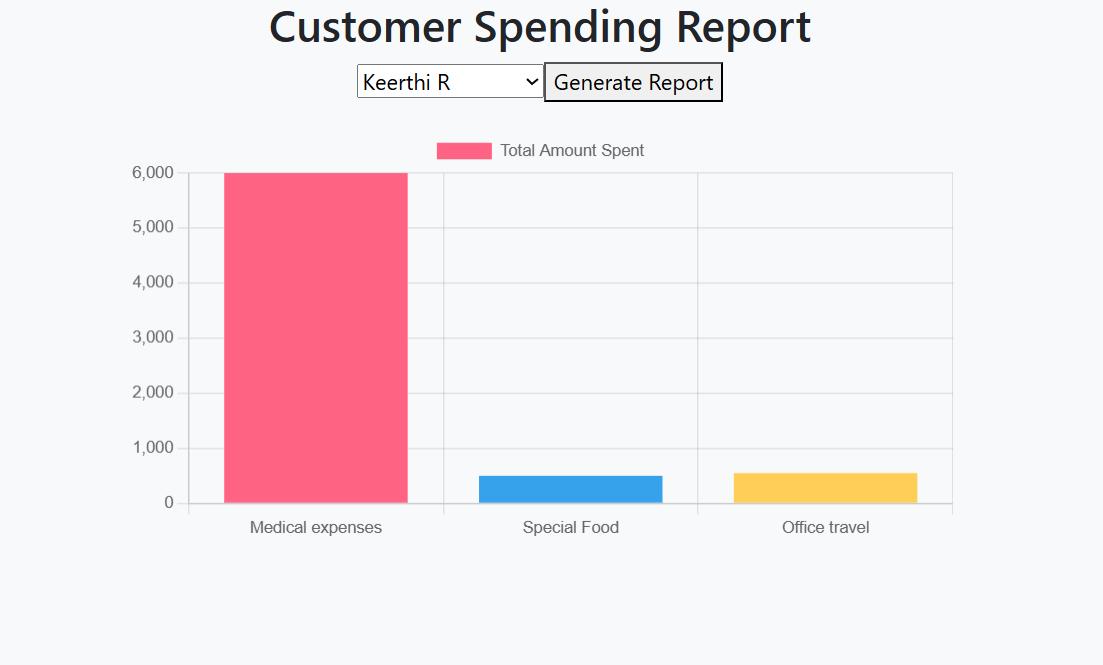 Customer Spending Report
Keerthi R Generate Report
Total Amount Spent
6,000
5,000
4,000
3,000
2,000
1,000
0
Medical expenses Special Food Office travel